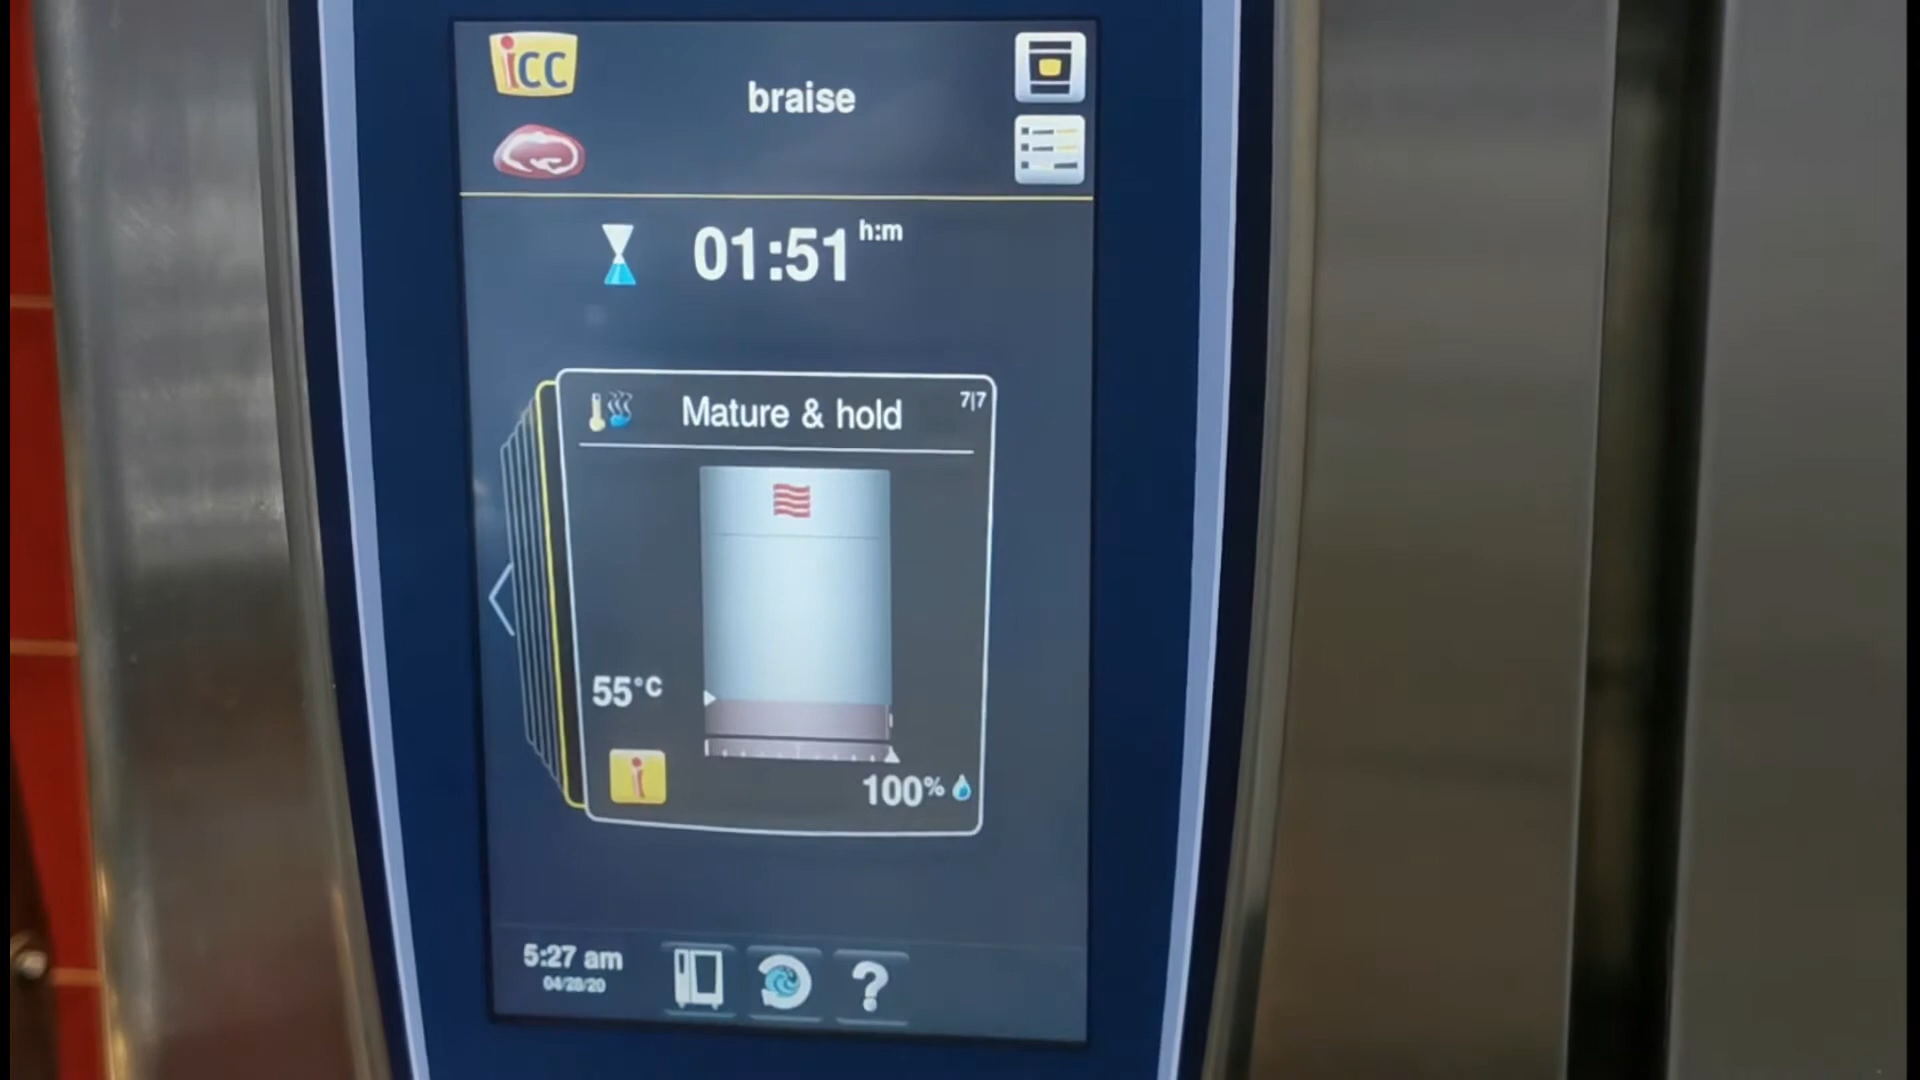 icc
braise
01:51 h:m
Mature & hold 7|7
55°C
i
100%
5:27 am
04/28/20
?